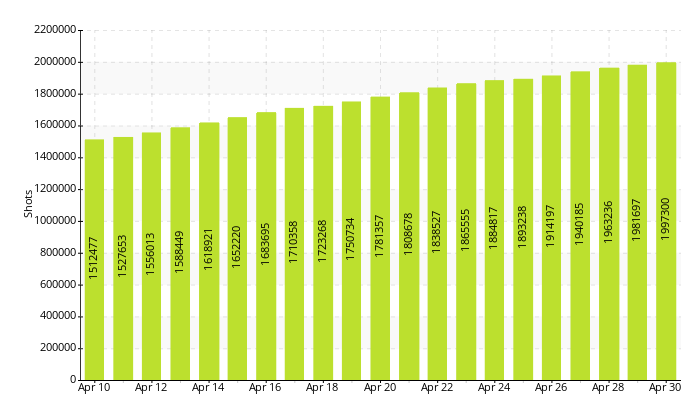 2200000
2000000
1800000
1600000
1400000
1200000
1000000
800000
600000
400000
200000
0
Shots
1512477
1527653
1556013
1588449
1618921
1652220
1683695
1710358
1723268
1750734
1781357
1808678
1838527
1865555
1884817
1893238
1914197
1940185
1963236
1981697
1997300
Apr 10
Apr 12
Apr 14
Apr 16
Apr 18
Apr 20
Apr 22
Apr 24
Apr 26
Apr 28
Apr 30